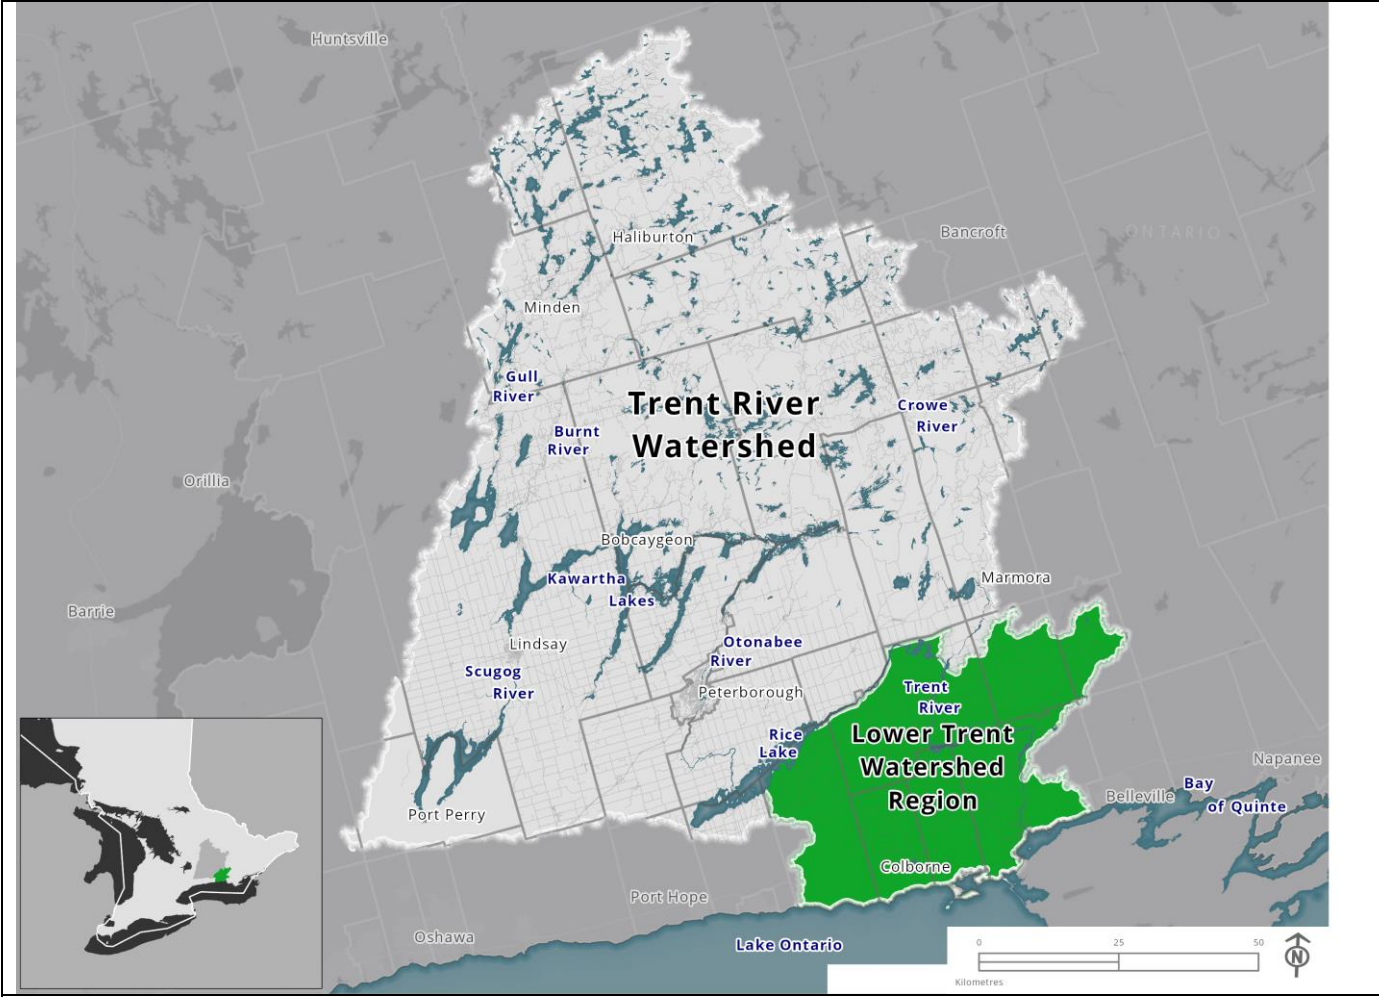 Huntsville
ONTARIO
Bancroft
Haliburton
Minden
Gull
River
Trent River
Watershed
Crowe
River
Burnt
River
Orillia
Bobcaygeon
Kawartha
Lakes
Marmora
Barrie
Lindsay
Otonabee
River
Scugog
River
Peterborough
Trent
River
Rice
Lake
Lower Trent
Watershed
Region
Napanee
Bay
of Quinte
Belleville
Port Perry
Colborne
Port Hope
Oshawa
Lake Ontario
0 25 50
Kilometres
N